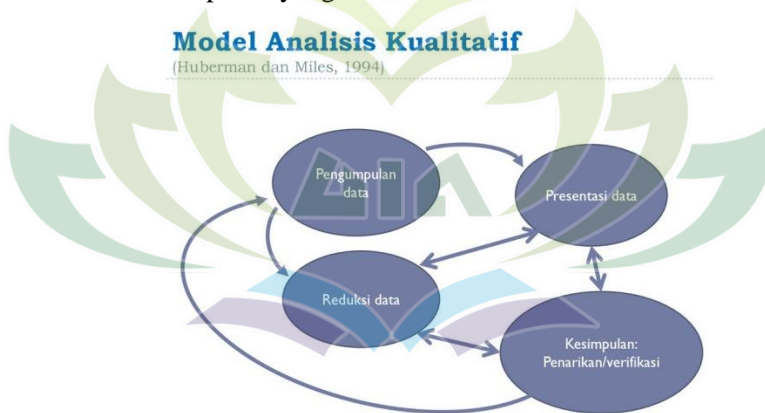 Model Analisis Kualitatif
(Huberman dan Miles, 1994)
Pengumpulan
data
Presentasi data
Reduksi data
Kesimpulan:
Penarikan/verifikasi